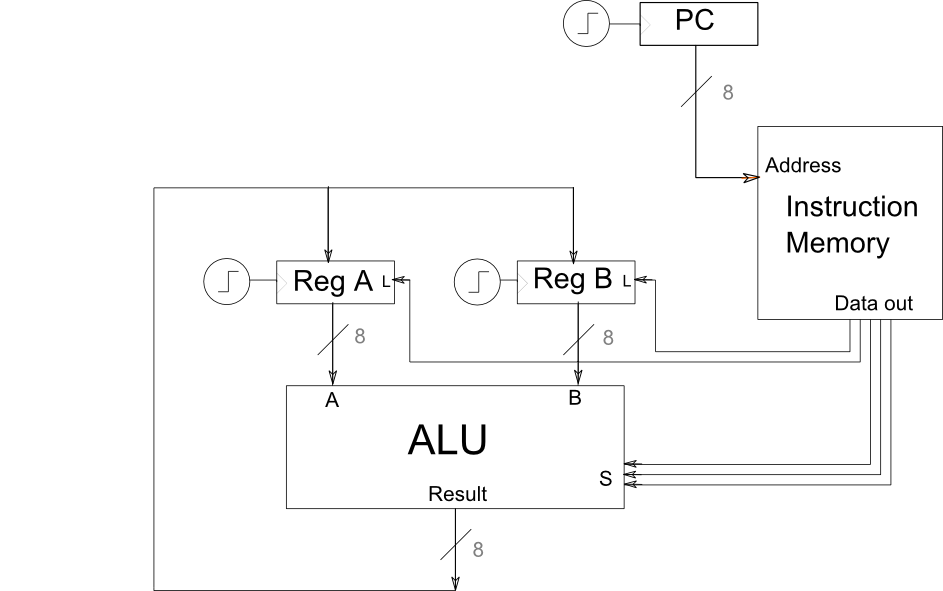 PC
8
Address
Instruction
Memory
Data out
Reg A L
Reg B L
8
8
A
B
ALU
S
Result
8